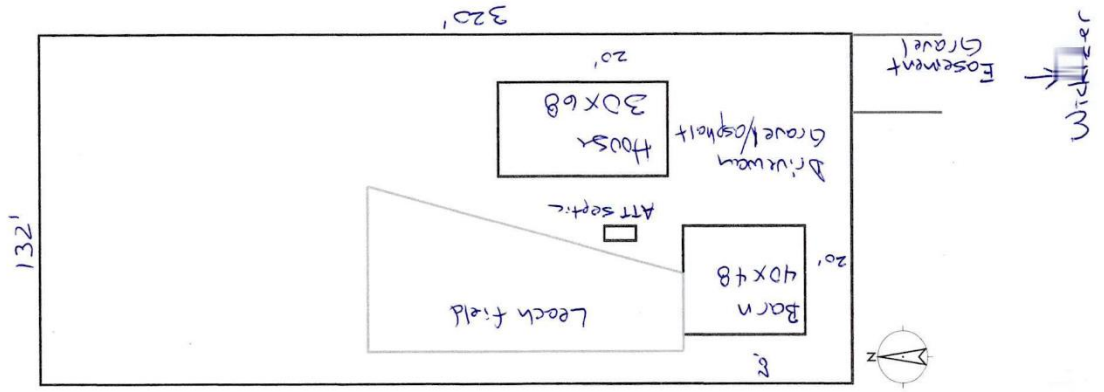 N
Barn
40x48
20'
Leach field
ATT septic
132'
Driveway
Gravel/asphalt
House
30x68
20'
Easement
Gravel
320'